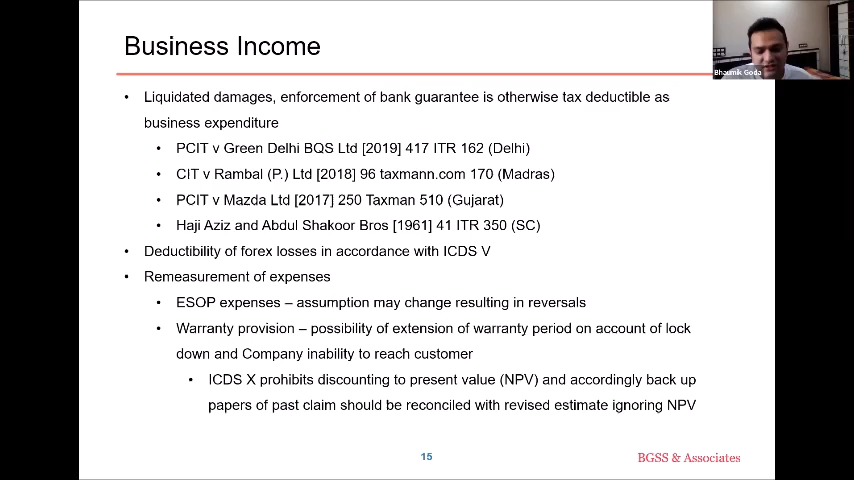 Business Income
Bhaumik Goda
• Liquidated damages, enforcement of bank guarantee is otherwise tax deductible as
business expenditure
• PCIT v Green Delhi BQS Ltd [2019] 417 ITR 162 (Delhi)
• CIT v Rambal (P.) Ltd [2018] 96 taxmann.com 170 (Madras)
• PCIT v Mazda Ltd [2017] 250 Taxman 510 (Gujarat)
• Haji Aziz and Abdul Shakoor Bros [1961] 41 ITR 350 (SC)
• Deductibility of forex losses in accordance with ICDS V
• Remeasurement of expenses
• ESOP expenses – assumption may change resulting in reversals
• Warranty provision – possibility of extension of warranty period on account of lock
down and Company inability to reach customer
• ICDS X prohibits discounting to present value (NPV) and accordingly back up
papers of past claim should be reconciled with revised estimate ignoring NPV
15
BGSS & Associates